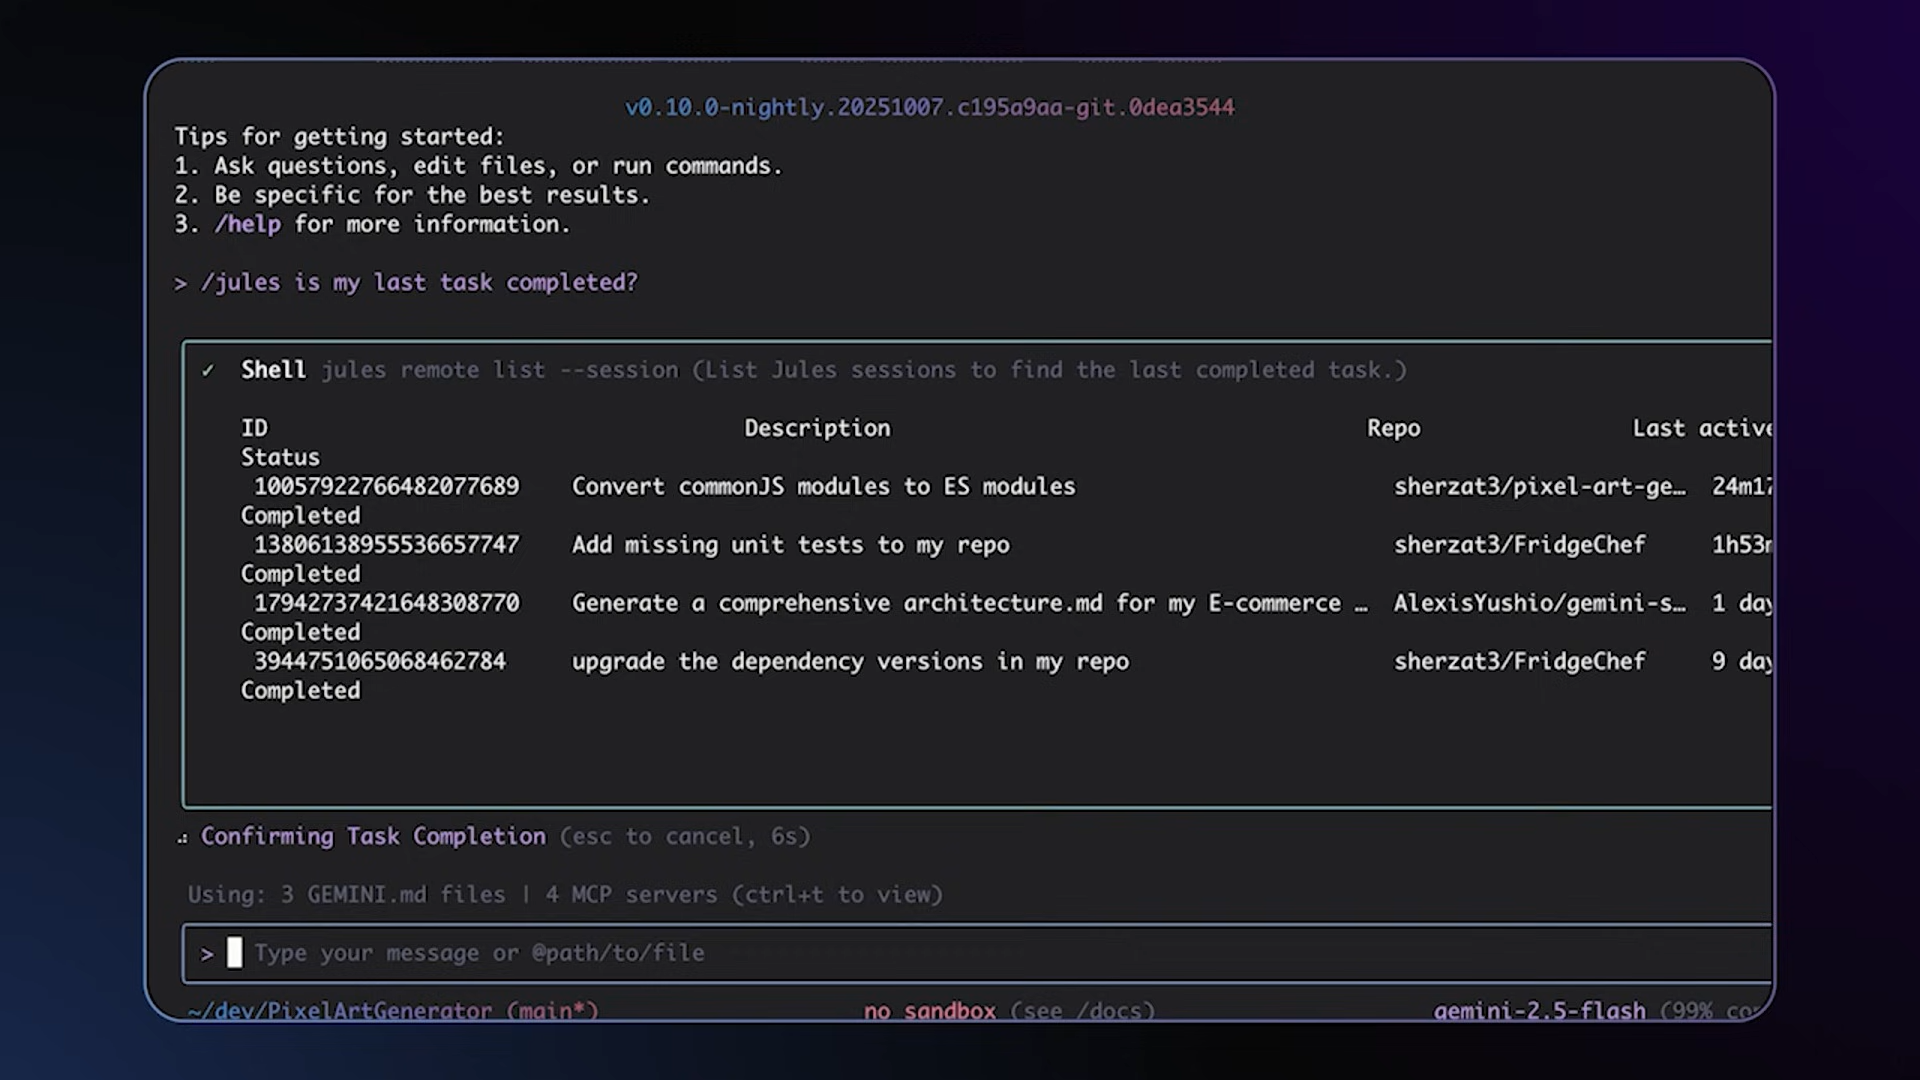 v0.10.0-nightly.20251007.c195a9aa-git.0dea3544
Tips for getting started:
1. Ask questions, edit files, or run commands.
2. Be specific for the best results.
3. /help for more information.
> /jules is my last task completed?
✓ Shell jules remote list --session (List Jules sessions to find the last completed task.)
ID Description Repo Last active
Status
10057922766482077689 Convert commonJS modules to ES modules sherzat3/pixel-art-ge… 24m17
Completed
13806138955536657747 Add missing unit tests to my repo sherzat3/FridgeChef 1h53m
Completed
17942737421648308770 Generate a comprehensive architecture.md for my E-commerce … AlexisYushio/gemini-s… 1 day
Completed
3944751065068462784 upgrade the dependency versions in my repo sherzat3/FridgeChef 9 day
Completed
Confirming Task Completion (esc to cancel, 6s)
Using: 3 GEMINI.md files | 4 MCP servers (ctrl+t to view)
> Type your message or @path/to/file
~/dev/PixelArtGenerator (main*) no sandbox (see /docs) gemini-2.5-flash (99% co